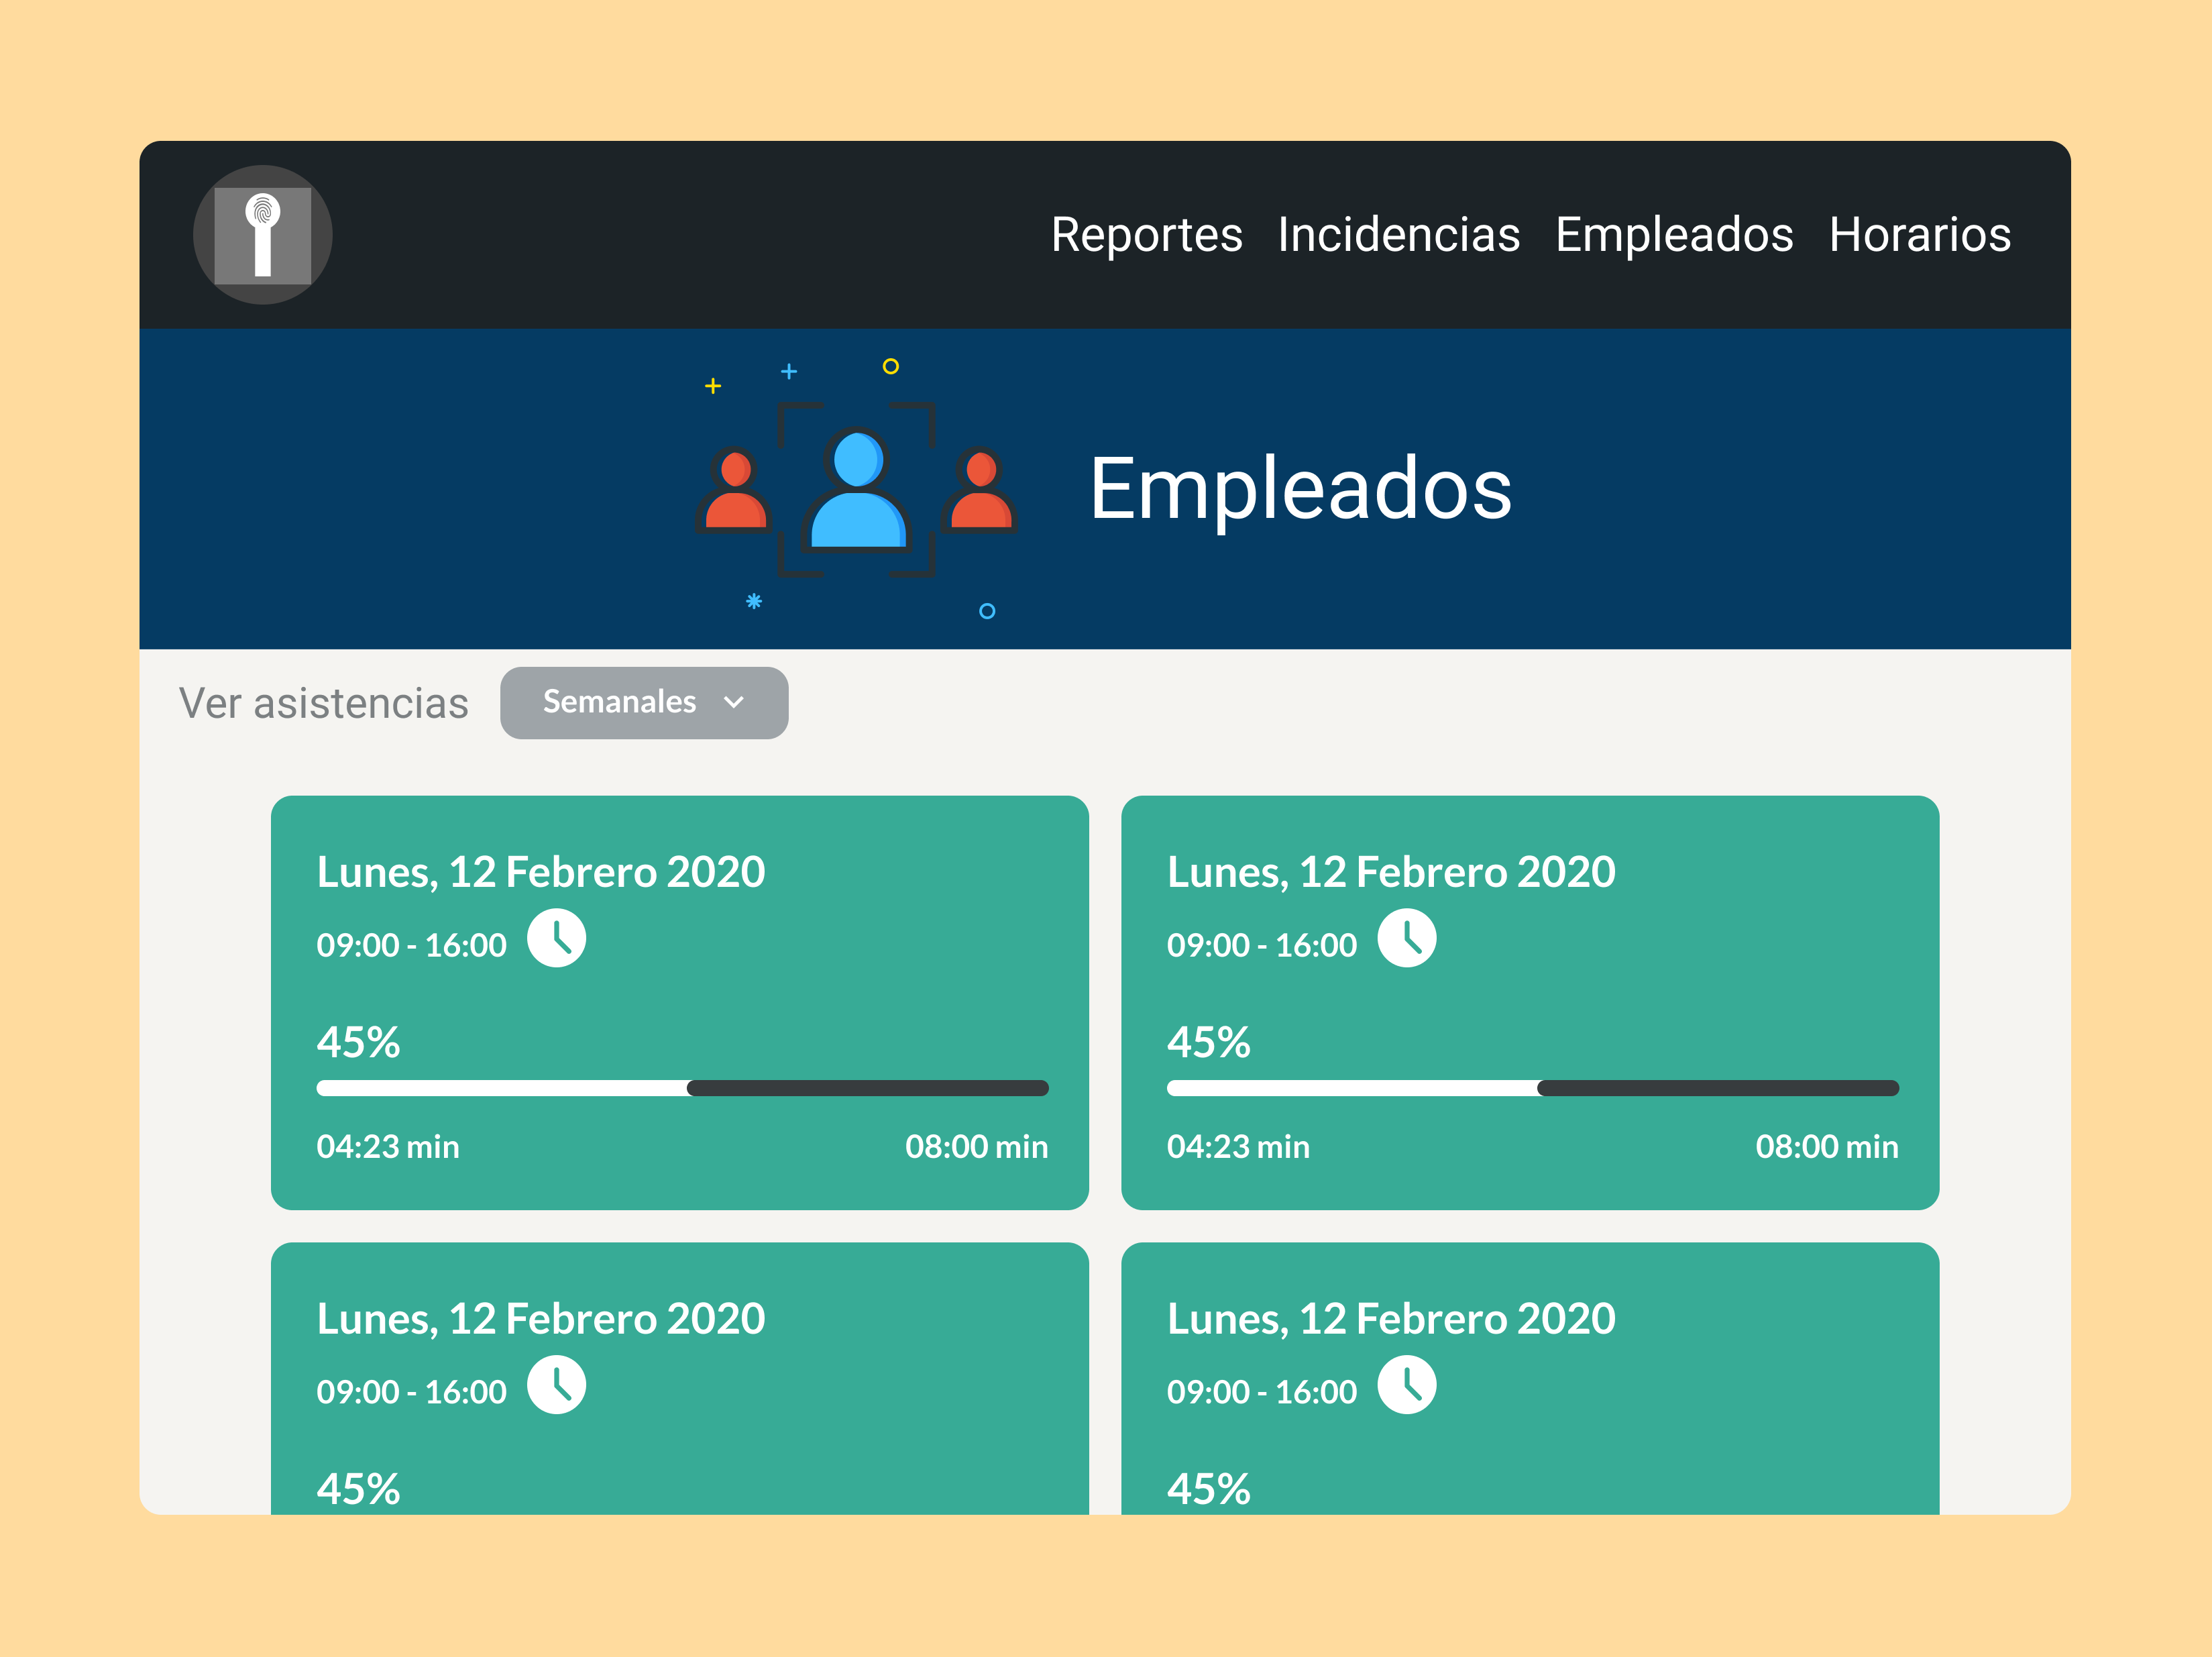 Reportes Incidencias Empleados Horarios
Empleados
Ver asistencias
Semanales
Lunes, 12 Febrero 2020
09:00 - 16:00
45%
04:23 min 08:00 min
Lunes, 12 Febrero 2020
09:00 - 16:00
45%
04:23 min 08:00 min
Lunes, 12 Febrero 2020
09:00 - 16:00
45%
Lunes, 12 Febrero 2020
09:00 - 16:00
45%